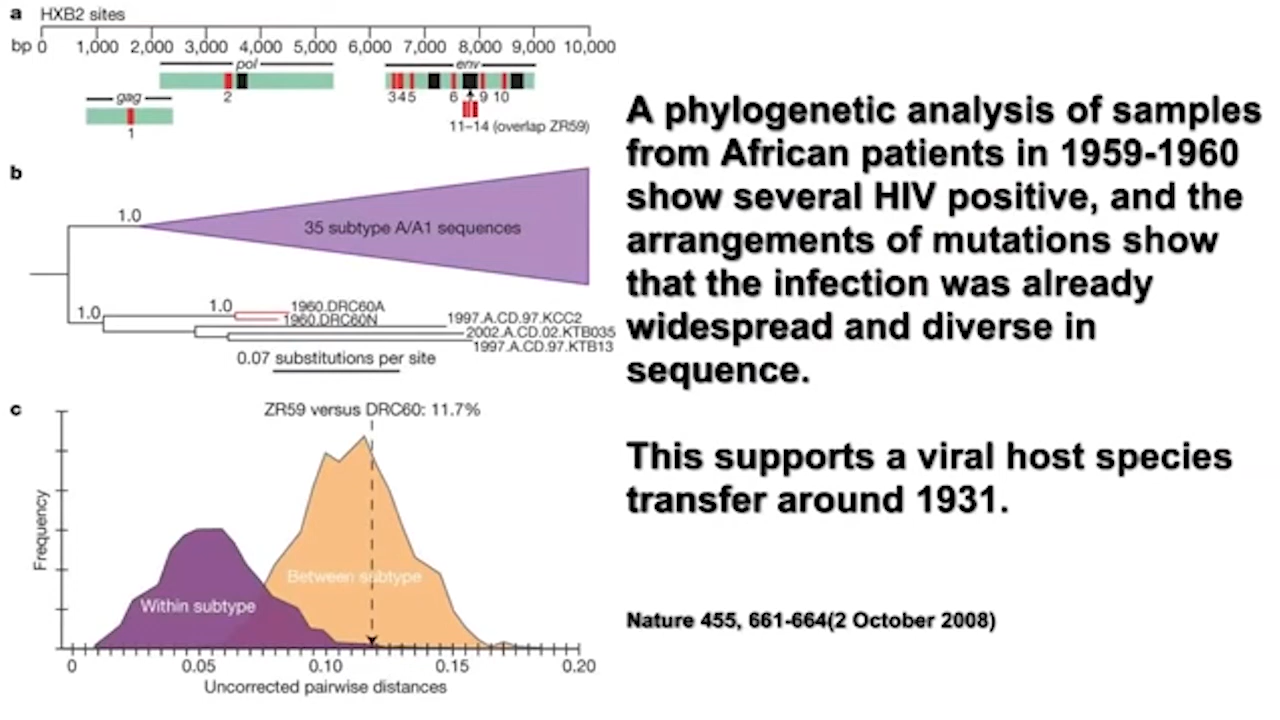 a HXB2 sites
bp 0 1,000 2,000 3,000 4,000 5,000 6,000 7,000 8,000 9,000 10,000
pol env
2 345 6 7 9 10
gag
1
11–14 (overlap ZR59)
b
1.0
35 subtype A/A1 sequences
1.0 1.0
1960.DRC60A
1960.DRC60N
1997.A.CD.97.KCC2
2002.A.CD.02.KTB035
1997.A.CD.97.KTB13
0.07 substitutions per site
c
ZR59 versus DRC60: 11.7%
Frequency
Between subtype
Within subtype
0 0.05 0.10 0.15 0.20
Uncorrected pairwise distances
A phylogenetic analysis of samples
from African patients in 1959-1960
show several HIV positive, and the
arrangements of mutations show
that the infection was already
widespread and diverse in
sequence.
This supports a viral host species
transfer around 1931.
Nature 455, 661-664(2 October 2008)